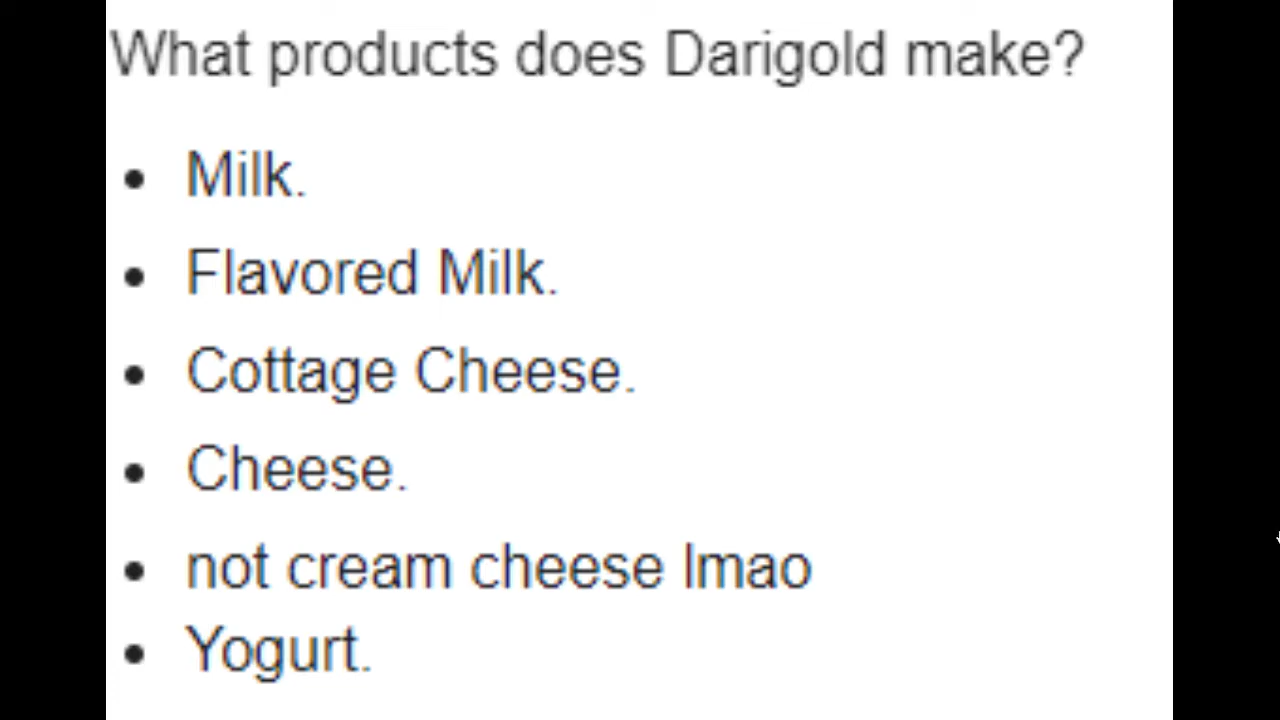 What products does Darigold make?
• Milk.
• Flavored Milk.
• Cottage Cheese.
• Cheese.
• not cream cheese lmao
• Yogurt.